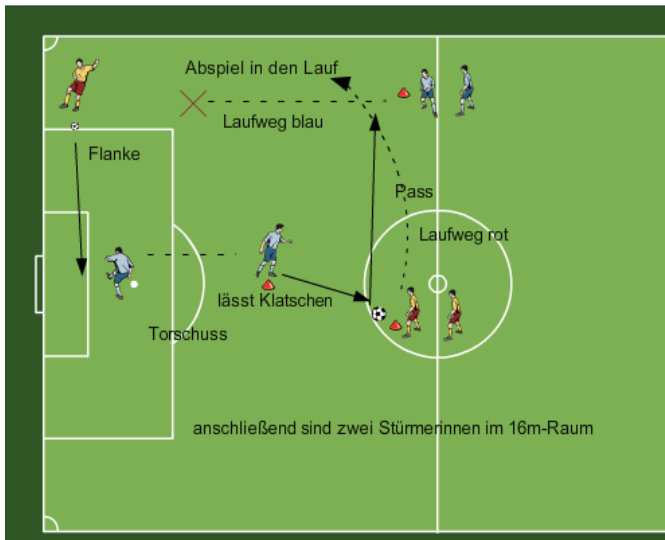 Abspiel in den Lauf
Laufweg blau
Flanke
Pass
Laufweg rot
lässt Klatschen
Torschuss
anschließend sind zwei Stürmerinnen im 16m-Raum